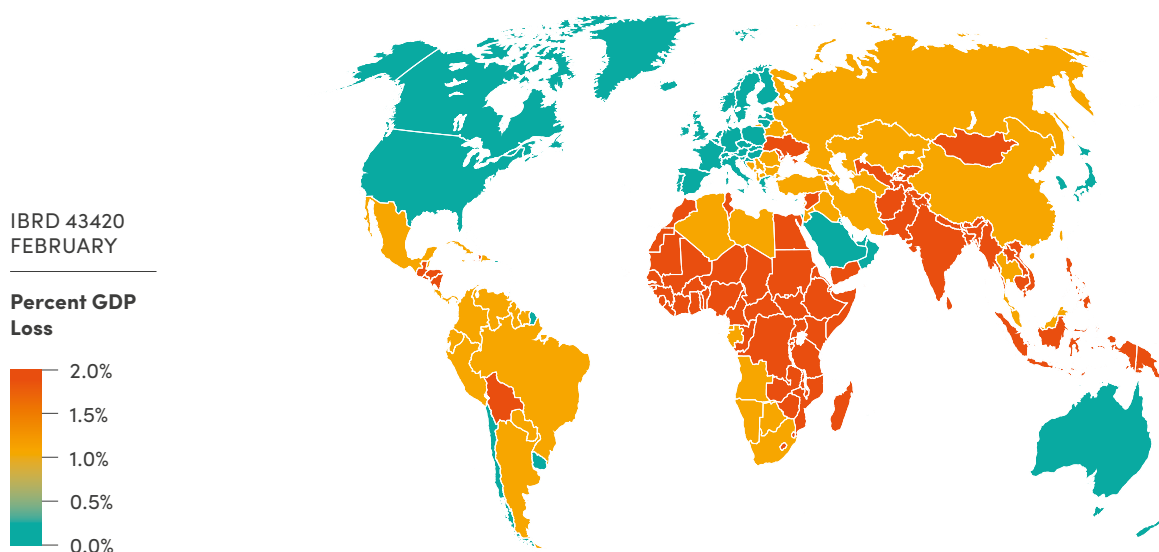 IBRD 43420
FEBRUARY
Percent GDP
Loss
2.0%
1.5%
1.0%
0.5%
0.0%